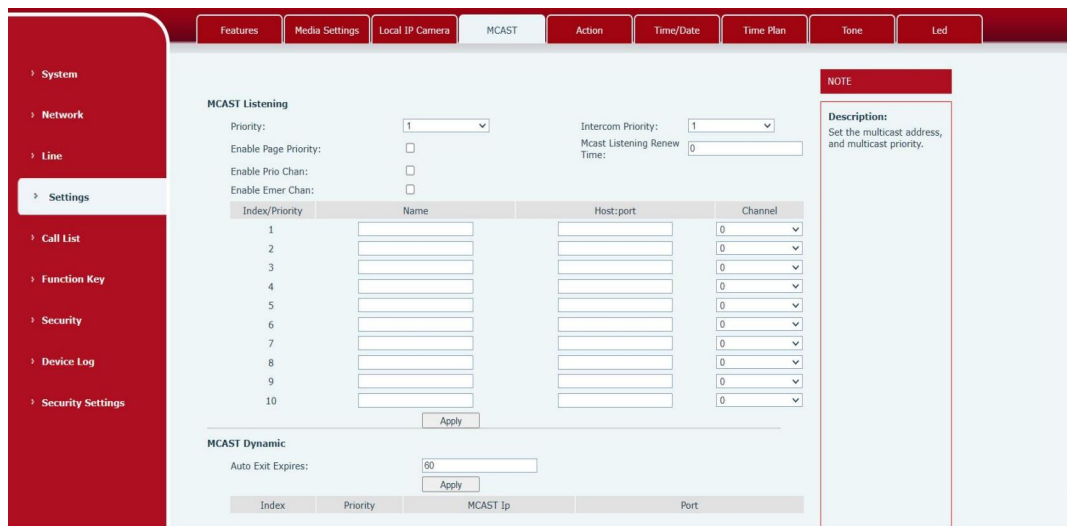 Features Media Settings Local IP Camera MCAST Action Time/Date Time Plan Tone Led
› System
› Network
› Line
› Settings
› Call List
› Function Key
› Security
› Device Log
› Security Settings
MCAST Listening
Priority: 1 Intercom Priority: 1
Enable Page Priority: Mcast Listening Renew
Time: 0
Enable Prio Chan:
Enable Emer Chan:
Index/Priority Name Host:port Channel
1 0
2 0
3 0
4 0
5 0
6 0
7 0
8 0
9 0
10 0
Apply
MCAST Dynamic
Auto Exit Expires: 60
Apply
Index Priority MCAST Ip Port
NOTE
Description:
Set the multicast address,
and multicast priority.